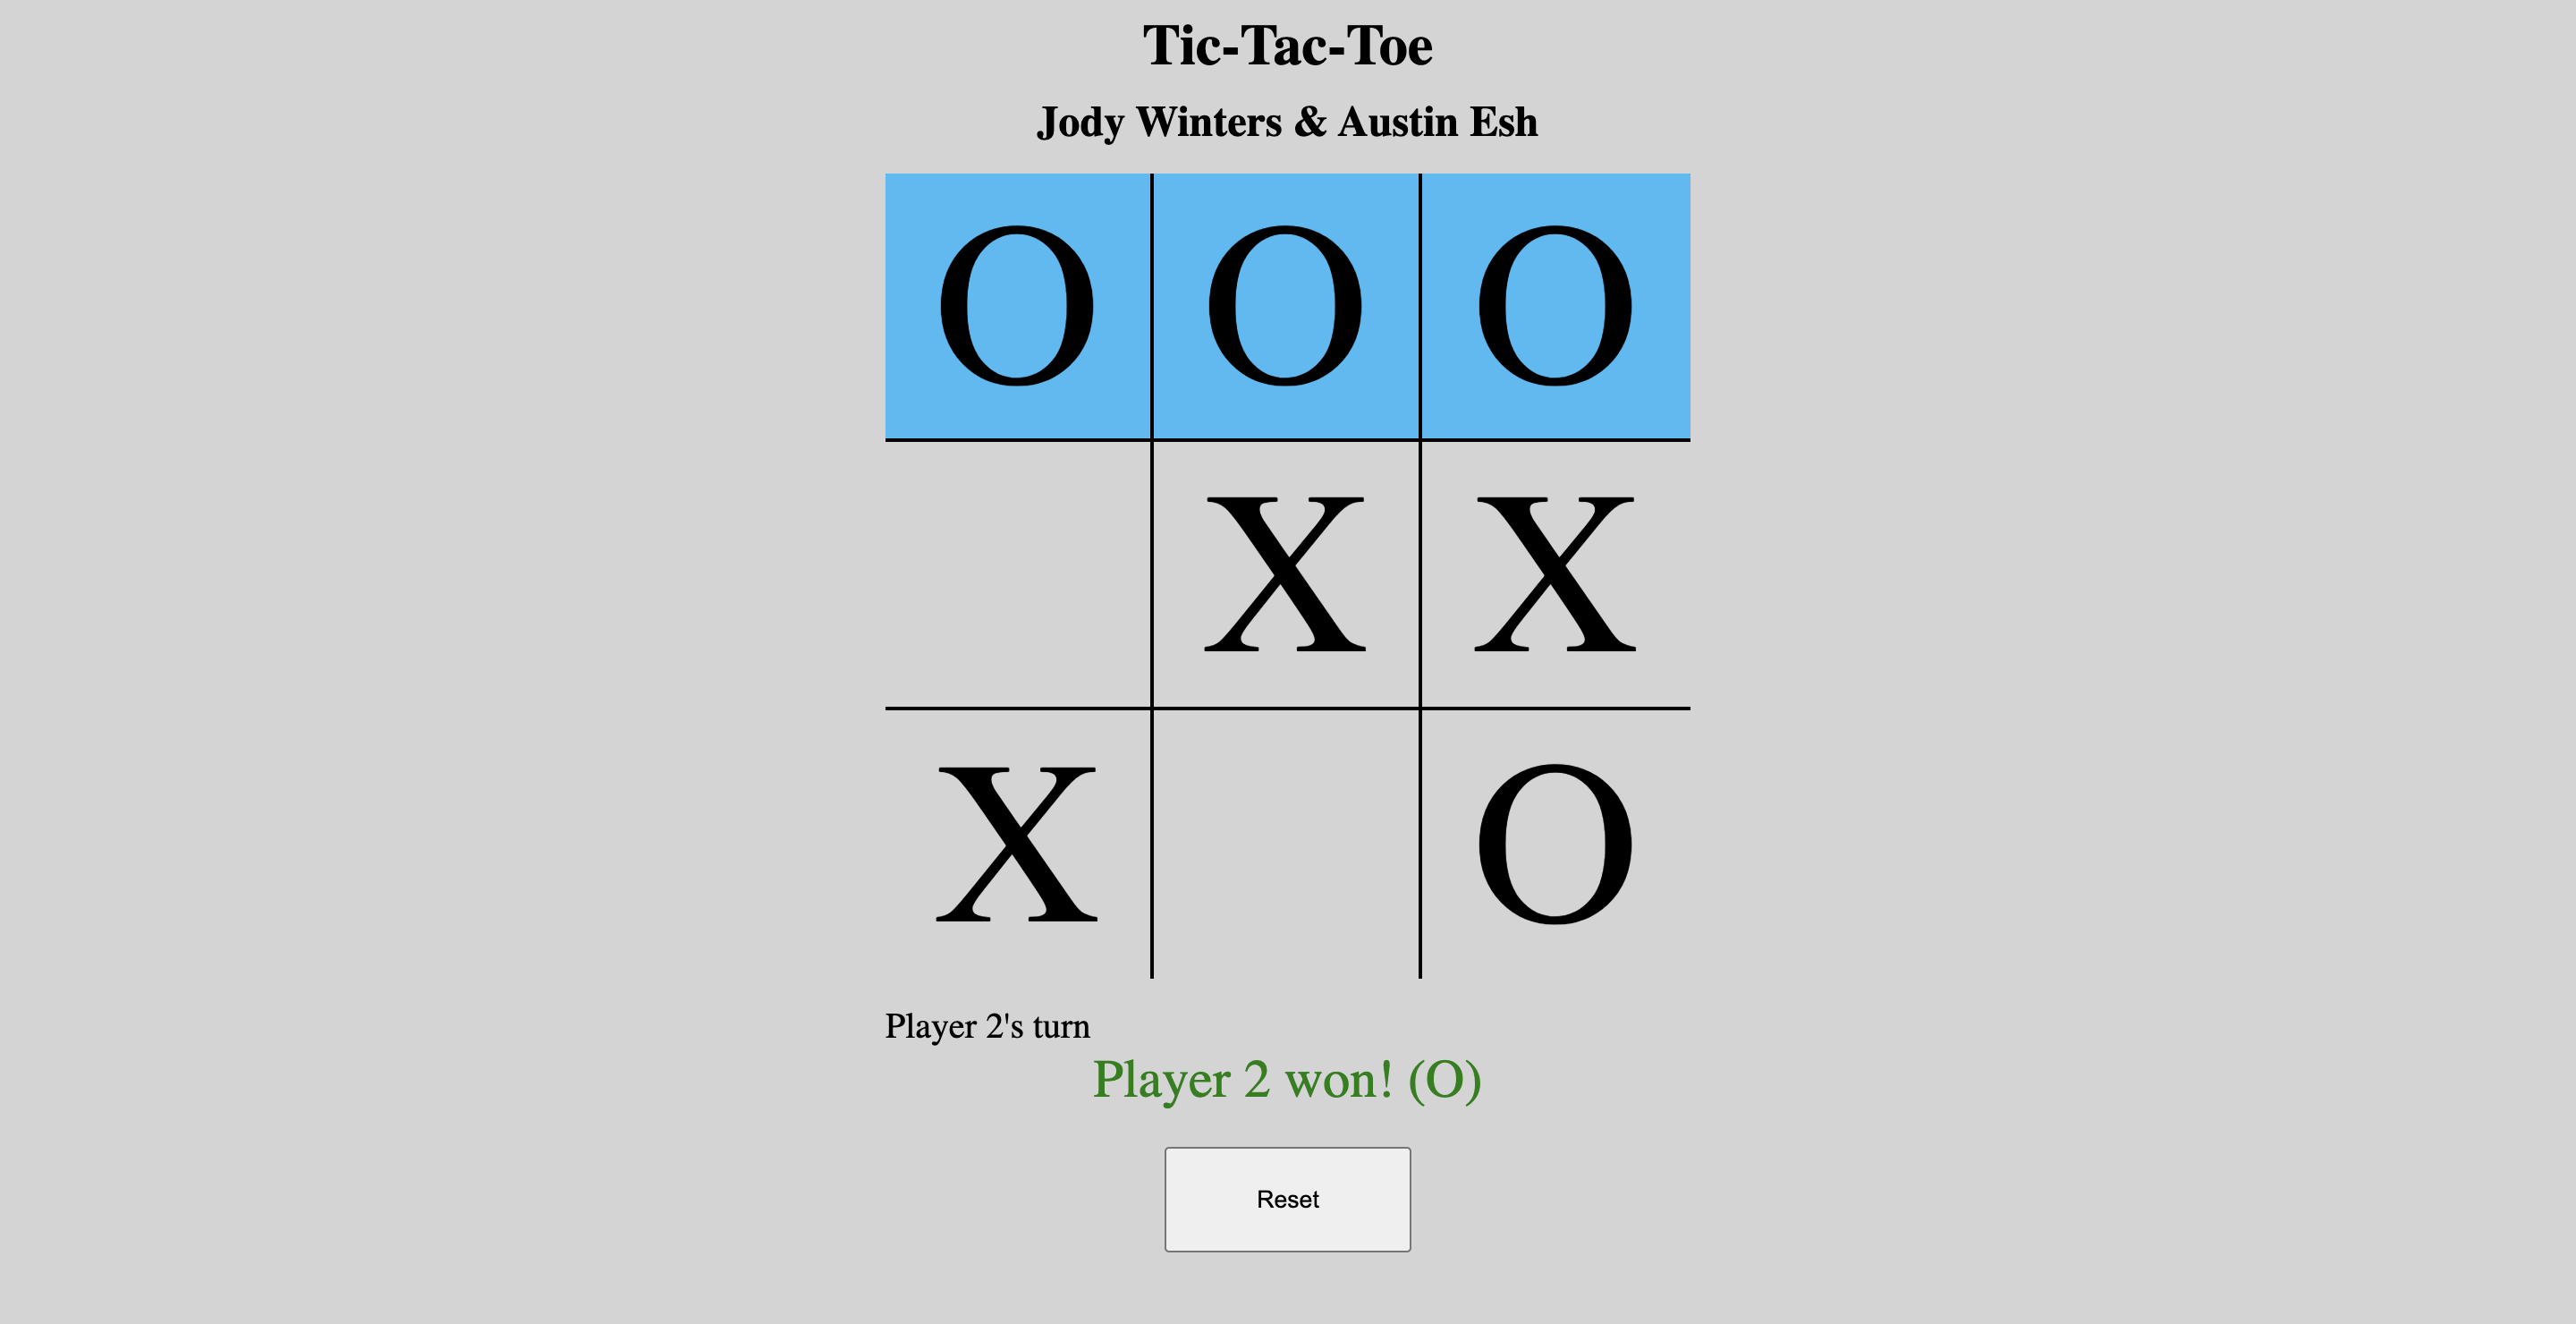 Tic-Tac-Toe
Jody Winters & Austin Esh
O O O
X X
X O
Player 2's turn
Player 2 won! (O)
Reset